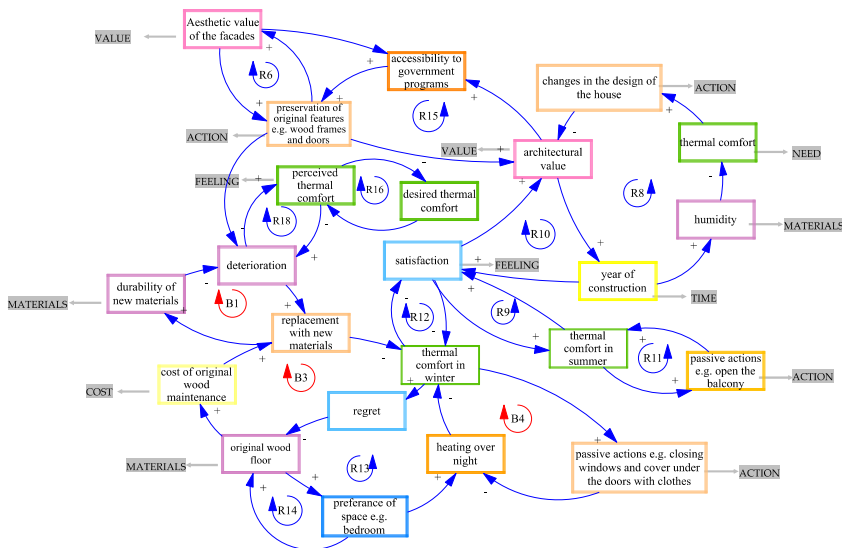 Aesthetic value
of the facades
VALUE
+
+
R6
accessibility to
government
programs
+
+
changes in the design of
the house
ACTION
+
preservation of
original features
e.g. wood frames
and doors
+
+
R15
-
ACTION
VALUE
+
architectural
value
thermal comfort
NEED
FEELING
+
perceived thermal
comfort
R16
-
desired thermal
comfort
+
R8
-
humidity
MATERIALS
-
R18
-
-
+
R10
+
+
deterioration
satisfaction
+
FEELING
year of
construction
TIME
durability of
new materials
-
B1
MATERIALS
+
+
replacement
with new
materials
+
-
R12
-
R9
+
+
thermal
comfort in
summer
+
R11
passive actions
e.g. open the
balcony
+
ACTION
-
thermal
comfort in
winter
B3
COST
cost of original
wood
maintenance
+
+
-
regret
B4
-
original wood
floor
MATERIALS
heating over
night
+
passive actions e.g. closing
windows and cover under
the doors with clothes
ACTION
R13
+
+
+
-
R14
preferance of
space e.g.
bedroom